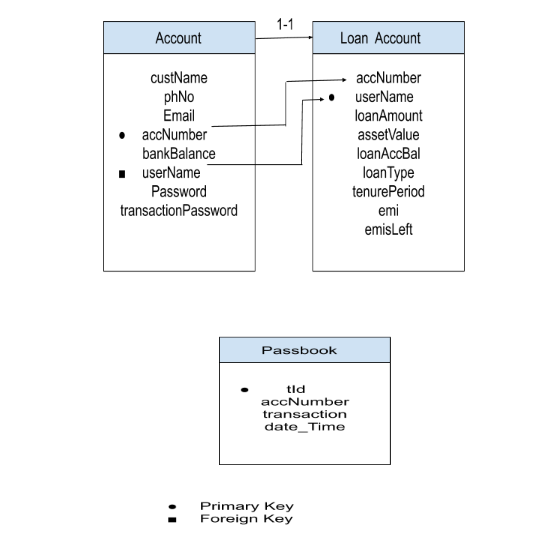 1-1
Account
custName
phNo
Email
accNumber
bankBalance
userName
Password
transactionPassword
Loan Account
accNumber
userName
loanAmount
assetValue
loanAccBal
loanType
tenurePeriod
emi
emisLeft
Passbook
tId
accNumber
transaction
date_Time
Primary Key
Foreign Key